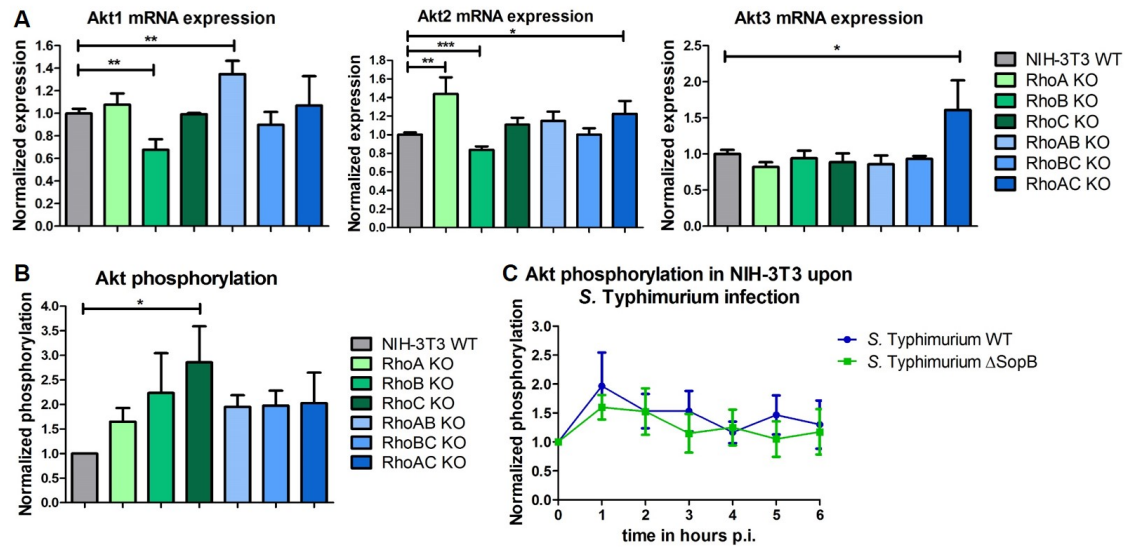 A
Akt1 mRNA expression
Normalized expression
1.6
1.4
1.2
1.0
0.8
0.6
0.4
0.2
0.0
**
**
Akt2 mRNA expression
Normalized expression
1.8
1.6
1.4
1.2
1.0
0.8
0.6
0.4
0.2
0.0
*
***
**
Akt3 mRNA expression
Normalized expression
2.5
2.0
1.5
1.0
0.5
0.0
*
NIH-3T3 WT
RhoA KO
RhoB KO
RhoC KO
RhoAB KO
RhoBC KO
RhoAC KO
B
Akt phosphorylation
Normalized phosphorylation
4.0
3.5
3.0
2.5
2.0
1.5
1.0
0.5
0.0
*
NIH-3T3 WT
RhoA KO
RhoB KO
RhoC KO
RhoAB KO
RhoBC KO
RhoAC KO
C Akt phosphorylation in NIH-3T3 upon
S. Typhimurium infection
Normalized phosphorylation
3.0
2.5
2.0
1.5
1.0
0.5
0.0
0 1 2 3 4 5 6
time in hours p.i.
S. Typhimurium WT
S. Typhimurium ΔSopB